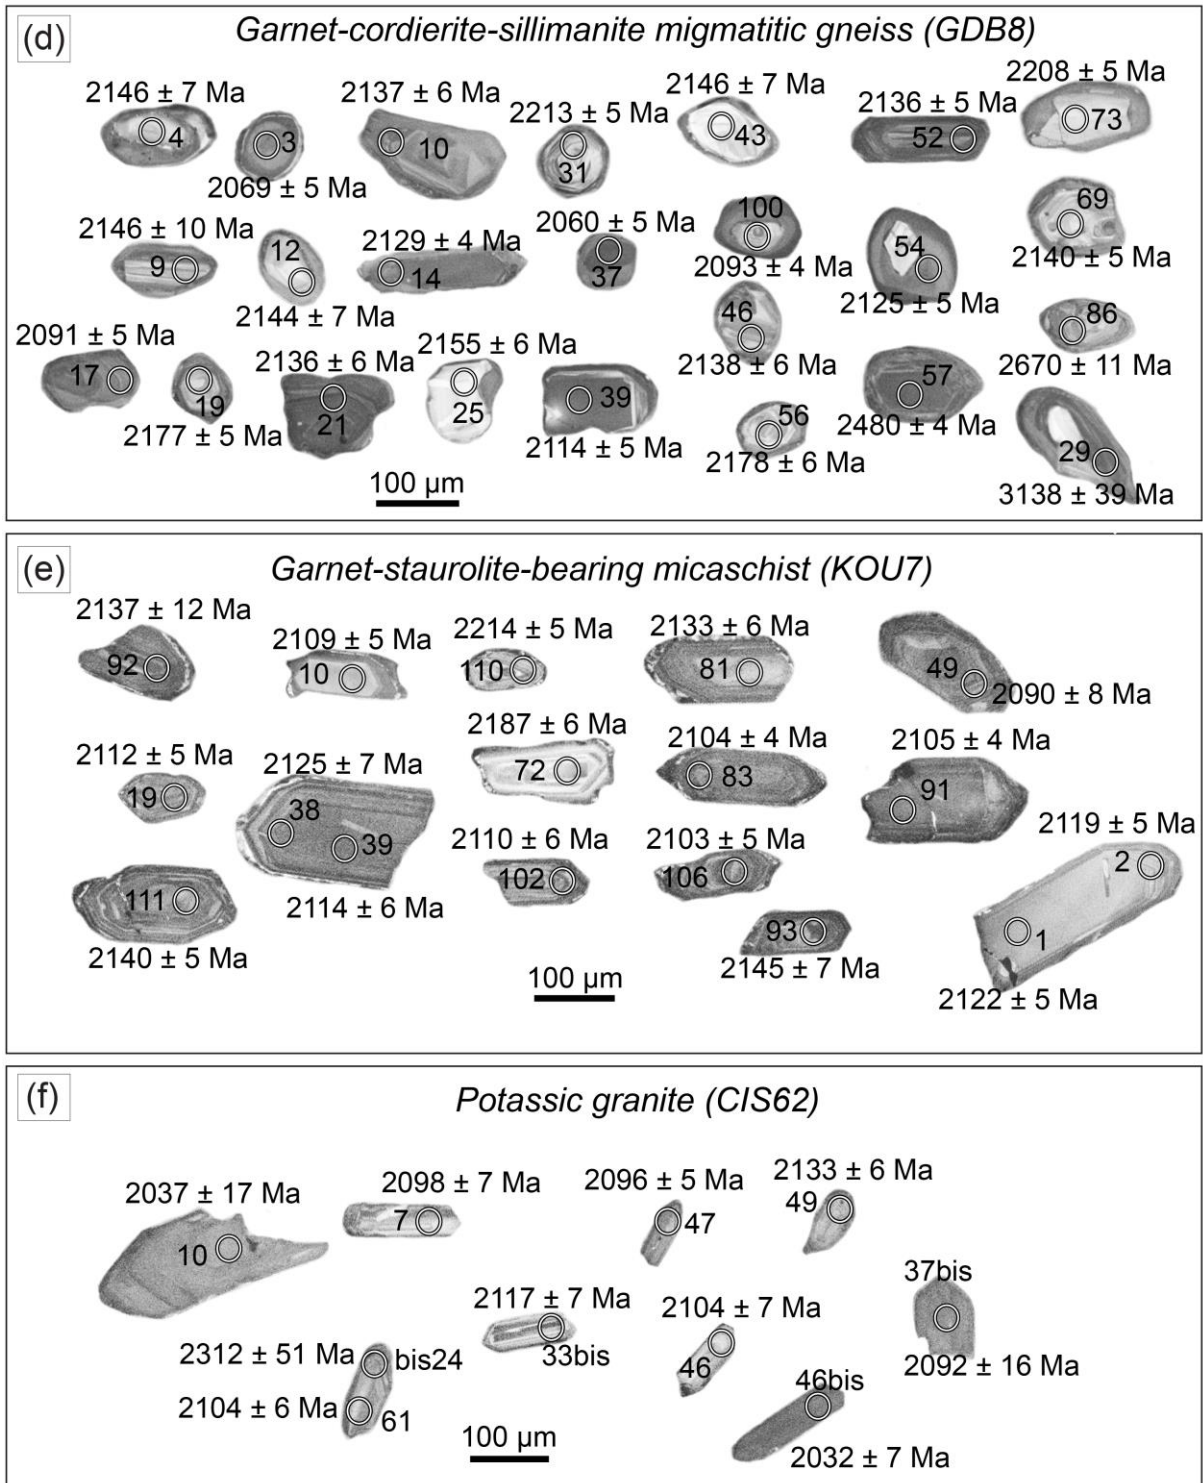 (d)
Garnet-cordierite-sillimanite migmatitic gneiss (GDB8)
2146 ± 7 Ma
4
3
2069 ± 5 Ma
2137 ± 6 Ma
10
2213 ± 5 Ma
31
2146 ± 7 Ma
43
2136 ± 5 Ma
52
2208 ± 5 Ma
73
2146 ± 10 Ma
9
12
2144 ± 7 Ma
2129 ± 4 Ma
14
2060 ± 5 Ma
37
100
2093 ± 4 Ma
54
2125 ± 5 Ma
69
2140 ± 5 Ma
46
2138 ± 6 Ma
86
2670 ± 11 Ma
2091 ± 5 Ma
17
19
2177 ± 5 Ma
2136 ± 6 Ma
21
2155 ± 6 Ma
25
39
2114 ± 5 Ma
56
2178 ± 6 Ma
57
2480 ± 4 Ma
29
3138 ± 39 Ma
100 µm
(e)
Garnet-staurolite-bearing micaschist (KOU7)
2137 ± 12 Ma
92
2109 ± 5 Ma
10
2214 ± 5 Ma
110
2133 ± 6 Ma
81
49
2090 ± 8 Ma
2112 ± 5 Ma
19
2125 ± 7 Ma
38
39
2114 ± 6 Ma
2187 ± 6 Ma
72
2104 ± 4 Ma
83
2105 ± 4 Ma
91
111
2140 ± 5 Ma
2110 ± 6 Ma
102
2103 ± 5 Ma
106
93
2145 ± 7 Ma
2119 ± 5 Ma
2
1
2122 ± 5 Ma
100 µm
(f)
Potassic granite (CIS62)
2037 ± 17 Ma
10
2098 ± 7 Ma
7
2096 ± 5 Ma
47
2133 ± 6 Ma
49
2117 ± 7 Ma
33bis
2104 ± 7 Ma
46
37bis
2092 ± 16 Ma
2312 ± 51 Ma
bis24
2104 ± 6 Ma
61
46bis
2032 ± 7 Ma
100 µm